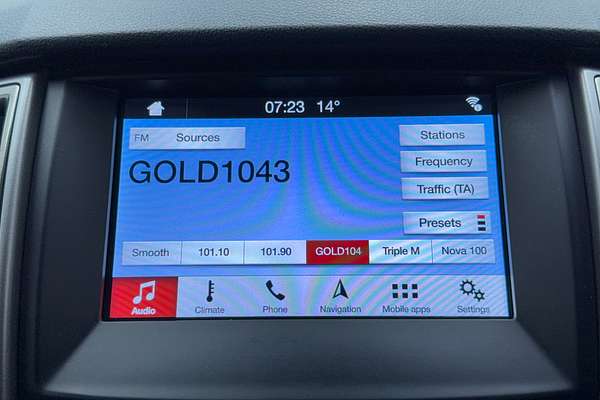 07:23 14°
FM Sources
Stations
GOLD1043
Frequency
Traffic (TA)
Presets
Smooth 101.10 101.90 GOLD104 Triple M Nova 100
Audio Climate Phone Navigation Mobile apps Settings